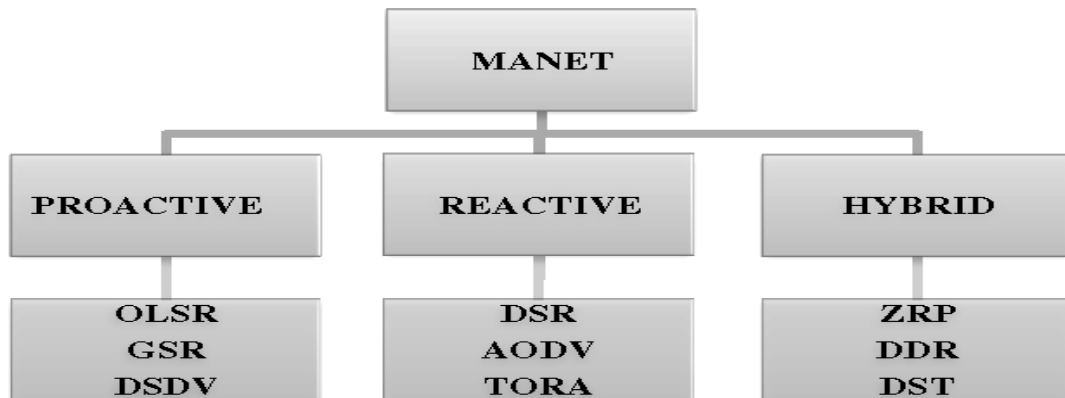 MANET
PROACTIVE
REACTIVE
HYBRID
OLSR
GSR
DSDV
DSR
AODV
TORA
ZRP
DDR
DST